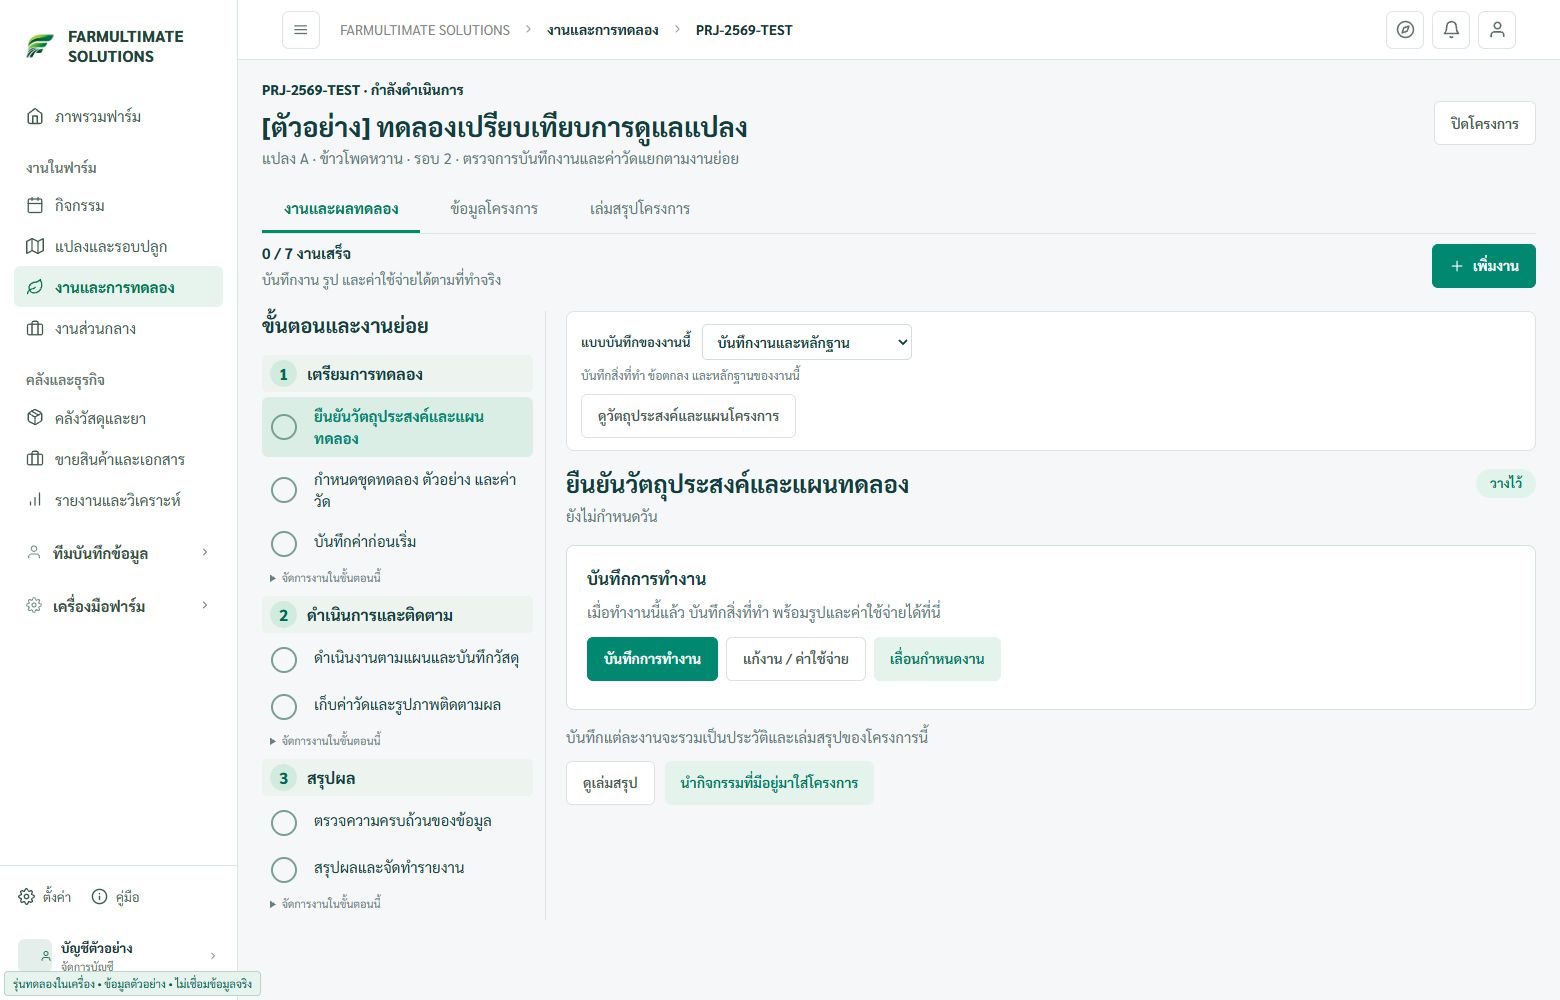 FARMULTIMATE
SOLUTIONS
ภาพรวมฟาร์ม
งานในฟาร์ม
กิจกรรม
แปลงและรอบปลูก
งานและการทดลอง
งานส่วนกลาง
คลังและธุรกิจ
คลังวัสดุและยา
ขายสินค้าและเอกสาร
รายงานและวิเคราะห์
ทีมบันทึกข้อมูล
เครื่องมือฟาร์ม
ตั้งค่า
คู่มือ
บัญชีตัวอย่าง
จัดการบัญชี
รุ่นทดลองในเครื่อง • ข้อมูลตัวอย่าง • ไม่เชื่อมข้อมูลจริง
FARMULTIMATE SOLUTIONS > งานและการทดลอง > PRJ-2569-TEST
PRJ-2569-TEST · กำลังดำเนินการ
[ตัวอย่าง] ทดลองเปรียบเทียบการดูแลแปลง
แปลง A · ข้าวโพดหวาน · รอบ 2 · ตรวจการบันทึกงานและค่าวัดแยกตามงานย่อย
ปิดโครงการ
งานและผลทดลอง
ข้อมูลโครงการ
เล่มสรุปโครงการ
0 / 7 งานเสร็จ
บันทึกงาน รูป และค่าใช้จ่ายได้ตามที่ทำจริง
+ เพิ่มงาน
ขั้นตอนและงานย่อย
1 เตรียมการทดลอง
ยืนยันวัตถุประสงค์และแผน
ทดลอง
กำหนดชุดทดลอง ตัวอย่าง และค่า
วัด
บันทึกค่าก่อนเริ่ม
▶ จัดการงานในขั้นตอนนี้
2 ดำเนินการและติดตาม
ดำเนินงานตามแผนและบันทึกวัสดุ
เก็บค่าวัดและรูปภาพติดตามผล
▶ จัดการงานในขั้นตอนนี้
3 สรุปผล
ตรวจความครบถ้วนของข้อมูล
สรุปผลและจัดทำรายงาน
▶ จัดการงานในขั้นตอนนี้
แบบบันทึกของงานนี้
บันทึกงานและหลักฐาน
บันทึกสิ่งที่ทำ ข้อตกลง และหลักฐานของงานนี้
ดูวัตถุประสงค์และแผนโครงการ
ยืนยันวัตถุประสงค์และแผนทดลอง
วางไว้
ยังไม่กำหนดวัน
บันทึกการทำงาน
เมื่อทำงานนี้แล้ว บันทึกสิ่งที่ทำ พร้อมรูปและค่าใช้จ่ายได้ที่นี่
บันทึกการทำงาน
แก้งาน / ค่าใช้จ่าย
เลื่อนกำหนดงาน
บันทึกแต่ละงานจะรวมเป็นประวัติและเล่มสรุปของโครงการนี้
ดูเล่มสรุป
นำกิจกรรมที่มีอยู่มาใส่โครงการ